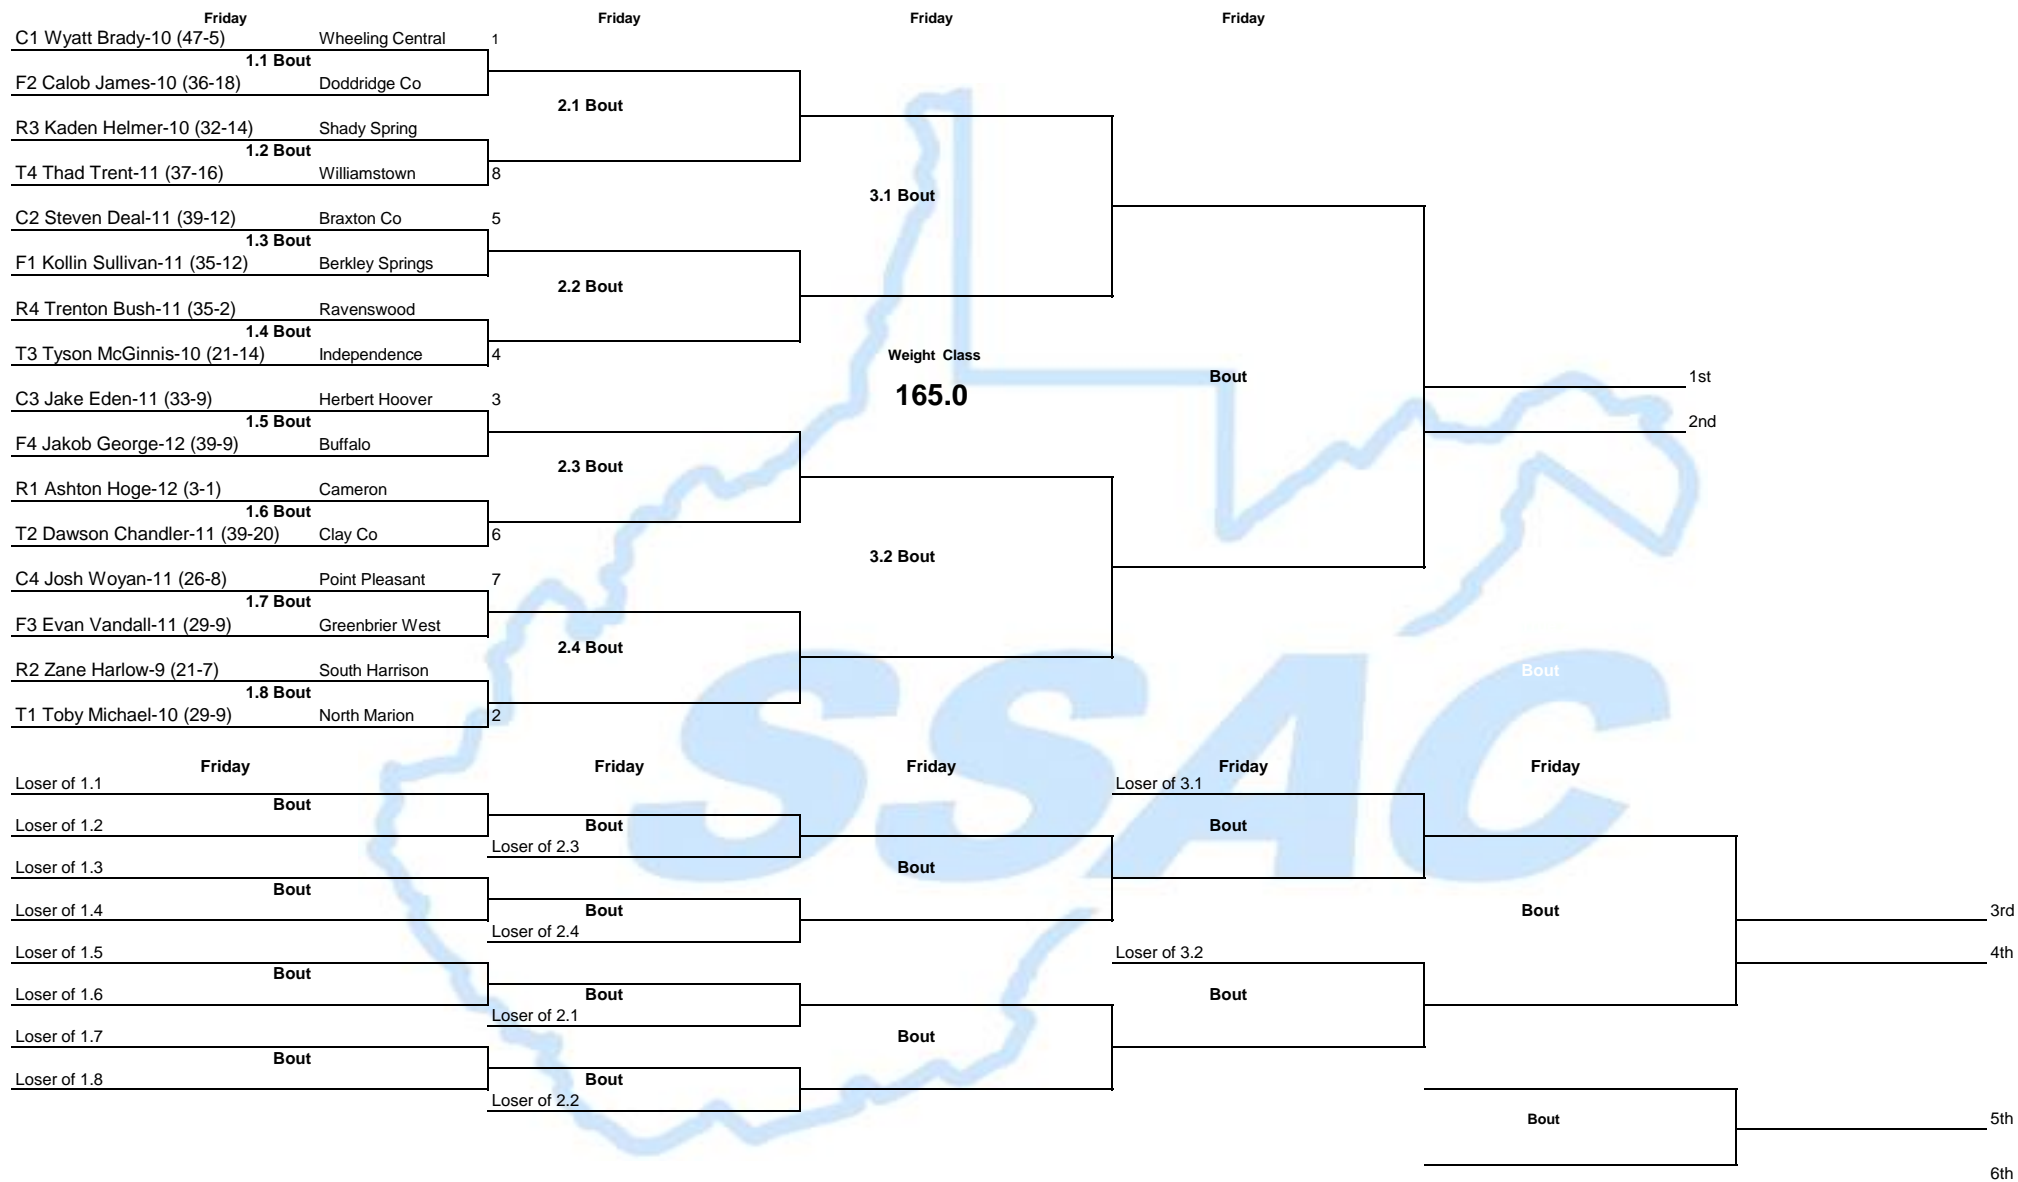 Friday Friday Friday Friday
C1 Wyatt Brady-10 (47-5) Wheeling Central 1
1.1 Bout
F2 Calob James-10 (36-18) Doddridge Co
2.1 Bout
R3 Kaden Helmer-10 (32-14) Shady Spring
1.2 Bout
T4 Thad Trent-11 (37-16) Williamstown 8
3.1 Bout
C2 Steven Deal-11 (39-12) Braxton Co 5
1.3 Bout
F1 Kollin Sullivan-11 (35-12) Berkley Springs
2.2 Bout
R4 Trenton Bush-11 (35-2) Ravenswood
1.4 Bout
T3 Tyson McGinnis-10 (21-14) Independence 4
Weight Class
Bout 1st
165.0
C3 Jake Eden-11 (33-9) Herbert Hoover 3
1.5 Bout 2nd
F4 Jakob George-12 (39-9) Buffalo
2.3 Bout
R1 Ashton Hoge-12 (3-1) Cameron
1.6 Bout
T2 Dawson Chandler-11 (39-20) Clay Co 6
3.2 Bout
C4 Josh Woyan-11 (26-8) Point Pleasant 7
1.7 Bout
F3 Evan Vandall-11 (29-9) Greenbrier West
2.4 Bout
R2 Zane Harlow-9 (21-7) South Harrison
Bout
1.8 Bout
T1 Toby Michael-10 (29-9) North Marion 2
SSAC
Friday Friday Friday Friday Friday
Loser of 1.1 Loser of 3.1
Bout
Loser of 1.2 Bout Bout
Loser of 2.3
Loser of 1.3 Bout
Bout
Loser of 1.4 Bout Bout 3rd
Loser of 2.4
Loser of 1.5 Loser of 3.2 4th
Bout
Loser of 1.6 Bout Bout
Loser of 2.1
Loser of 1.7 Bout
Bout
Loser of 1.8 Bout
Loser of 2.2
Bout 5th
6th